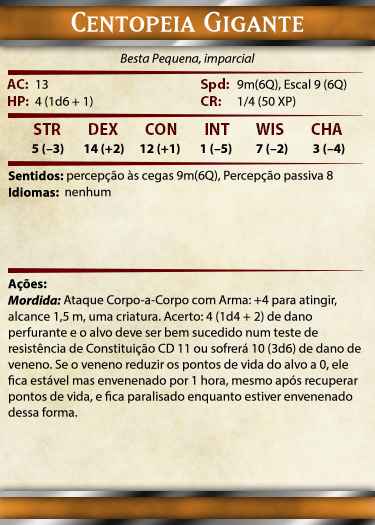 Centopeia Gigante
Besta Pequena, imparcial
AC: 13 Spd: 9m(6Q), Escal 9 (6Q)
HP: 4 (1d6 + 1) CR: 1/4 (50 XP)
STR DEX CON INT WIS CHA
5 (–3) 14 (+2) 12 (+1) 1 (–5) 7 (–2) 3 (–4)
Sentidos: percepção às cegas 9m(6Q), Percepção passiva 8
Idiomas: nenhum
Ações:
Mordida: Ataque Corpo-a-Corpo com Arma: +4 para atingir,
alcance 1,5 m, uma criatura. Acerto: 4 (1d4 + 2) de dano
perfurante e o alvo deve ser bem sucedido num teste de
resistência de Constituição CD 11 ou sofrerá 10 (3d6) de dano de
veneno. Se o veneno reduzir os pontos de vida do alvo a 0, ele
fica estável mas envenenado por 1 hora, mesmo após recuperar
pontos de vida, e fica paralisado enquanto estiver envenenado
dessa forma.